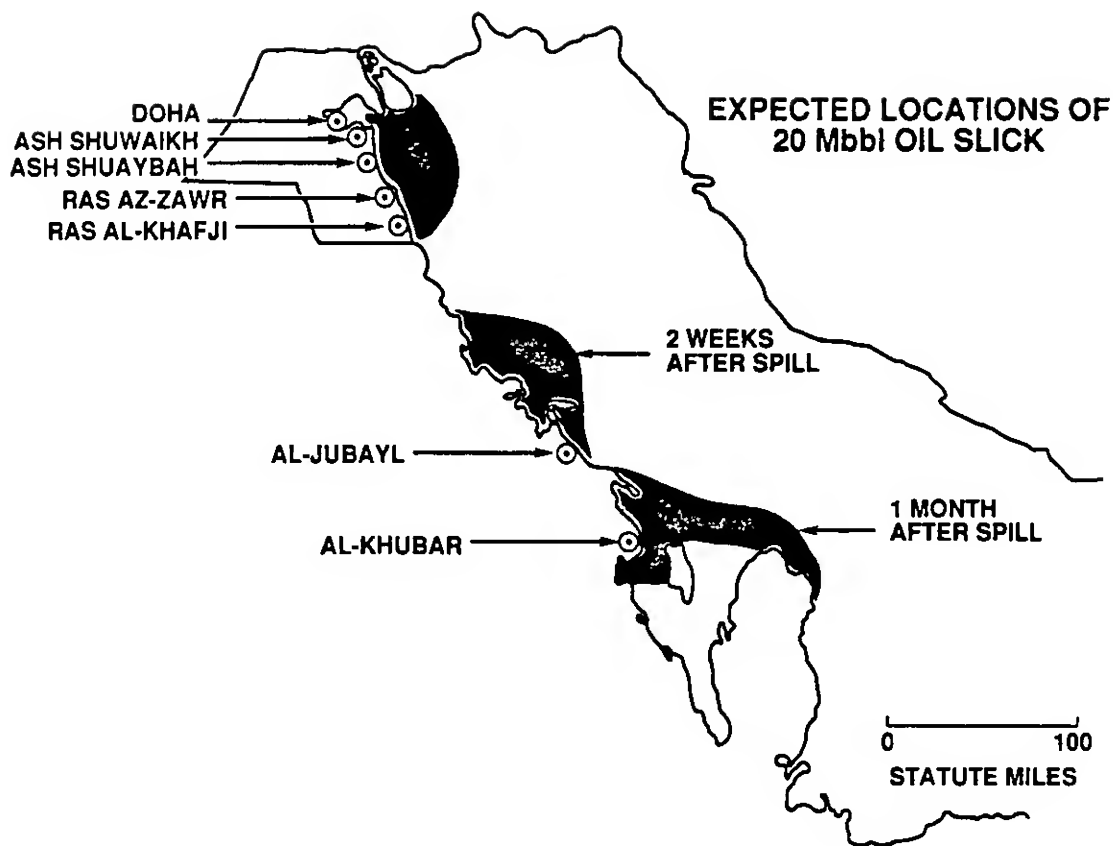 EXPECTED LOCATIONS OF
20 Mbbl OIL SLICK
DOHA
ASH SHUWAIKH
ASH SHUAYBAH
RAS AZ-ZAWR
RAS AL-KHAFJI
2 WEEKS
AFTER SPILL
AL-JUBAYL
1 MONTH
AFTER SPILL
AL-KHUBAR
0 100
STATUTE MILES